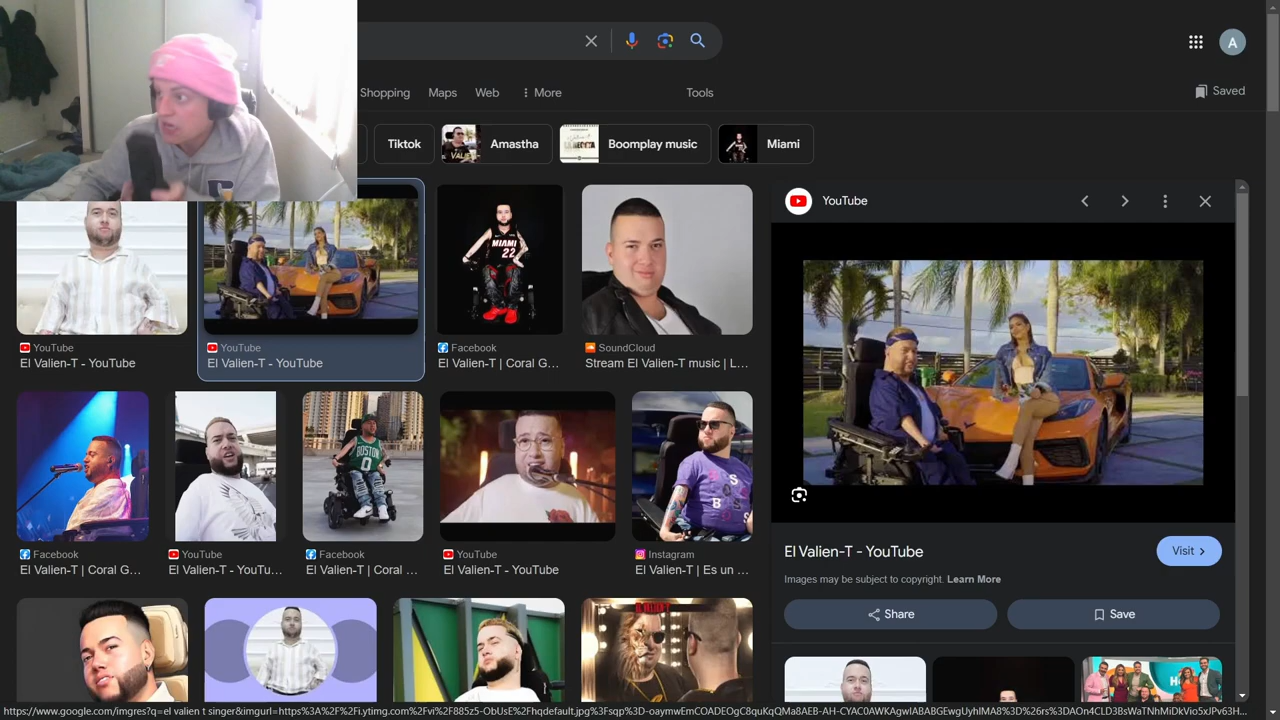 A
Shopping
Maps
Web
More
Tools
Saved
Tiktok
Amastha
Boomplay music
Miami
YouTube
El Valien-T - YouTube
YouTube
El Valien-T - YouTube
MIAMI
22
Facebook
El Valien-T | Coral G...
SoundCloud
Stream El Valien-T music | L...
YouTube
Facebook
El Valien-T | Coral G...
YouTube
El Valien-T - YouTu...
BOSTON
0
Facebook
El Valien-T | Coral ...
YouTube
El Valien-T - YouTube
Instagram
El Valien-T | Es un ...
El Valien-T - YouTube
Visit
Images may be subject to copyright. Learn More
Share
Save